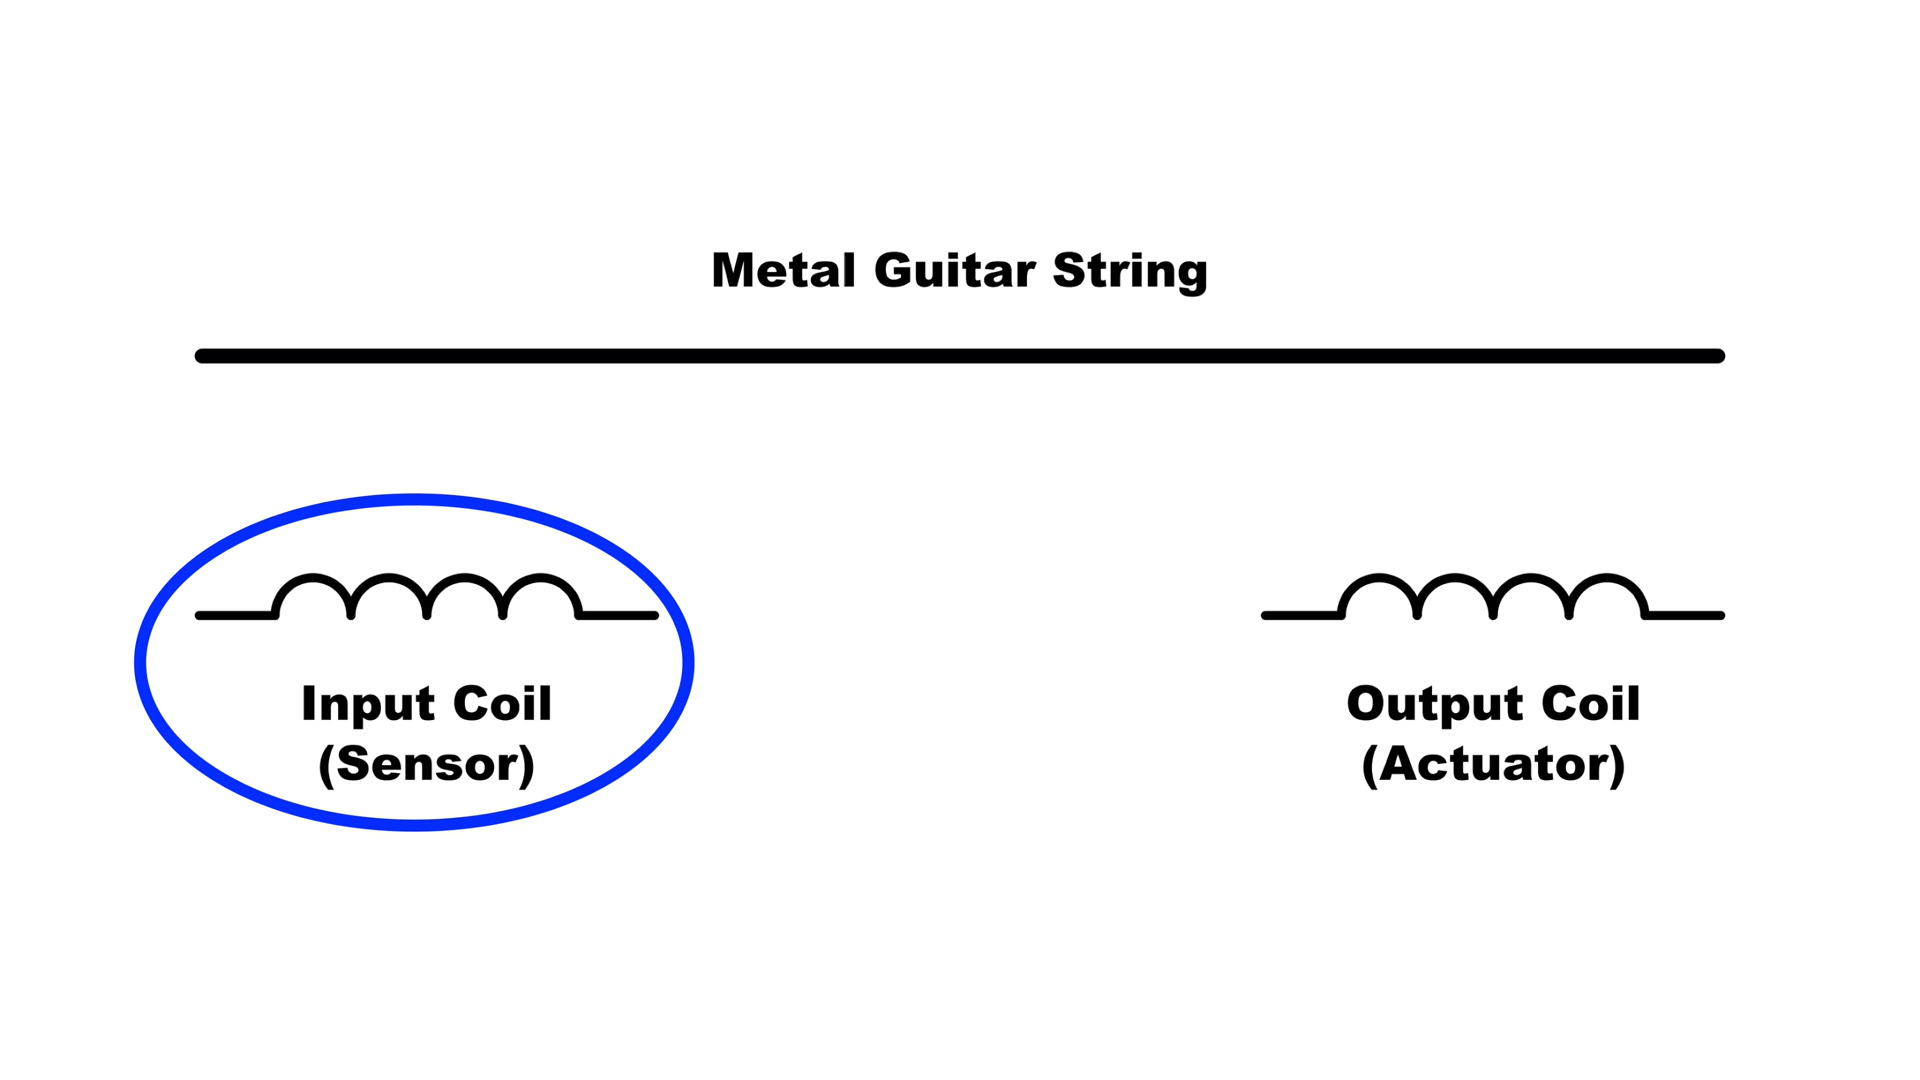 Metal Guitar String
Input Coil
(Sensor)
Output Coil
(Actuator)